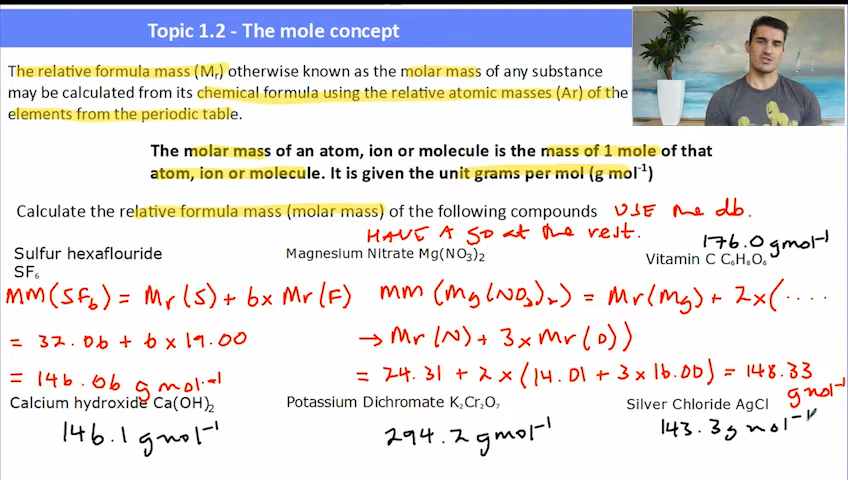 Topic 1.2 - The mole concept
The relative formula mass (Mᵣ) otherwise known as the molar mass of any substance
may be calculated from its chemical formula using the relative atomic masses (Ar) of the
elements from the periodic table.
The molar mass of an atom, ion or molecule is the mass of 1 mole of that
atom, ion or molecule. It is given the unit grams per mol (g mol⁻¹)
Calculate the relative formula mass (molar mass) of the following compounds USE the db.
HAVE A GO at the rest.
Sulfur hexaflouride
SF₆
Magnesium Nitrate Mg(NO₃)₂
176.0 gmol⁻¹
Vitamin C C₆H₈O₆
MM(SF₆) = Mr(S) + 6x Mr(F)
= 32.06 + 6 x 19.00
= 146.06 g mol⁻¹
MM (Mg(NO₃)₂) = Mr(Mg) + 2x(....
→ Mr(N) + 3x Mr(O))
= 24.31 + 2 x (14.01 + 3 x 16.00) = 148.33
gmol⁻¹
Calcium hydroxide Ca(OH)₂
146.1 gmol⁻¹
Potassium Dichromate K₂Cr₂O₇
294.2 gmol⁻¹
Silver Chloride AgCl
143.3g mol⁻¹